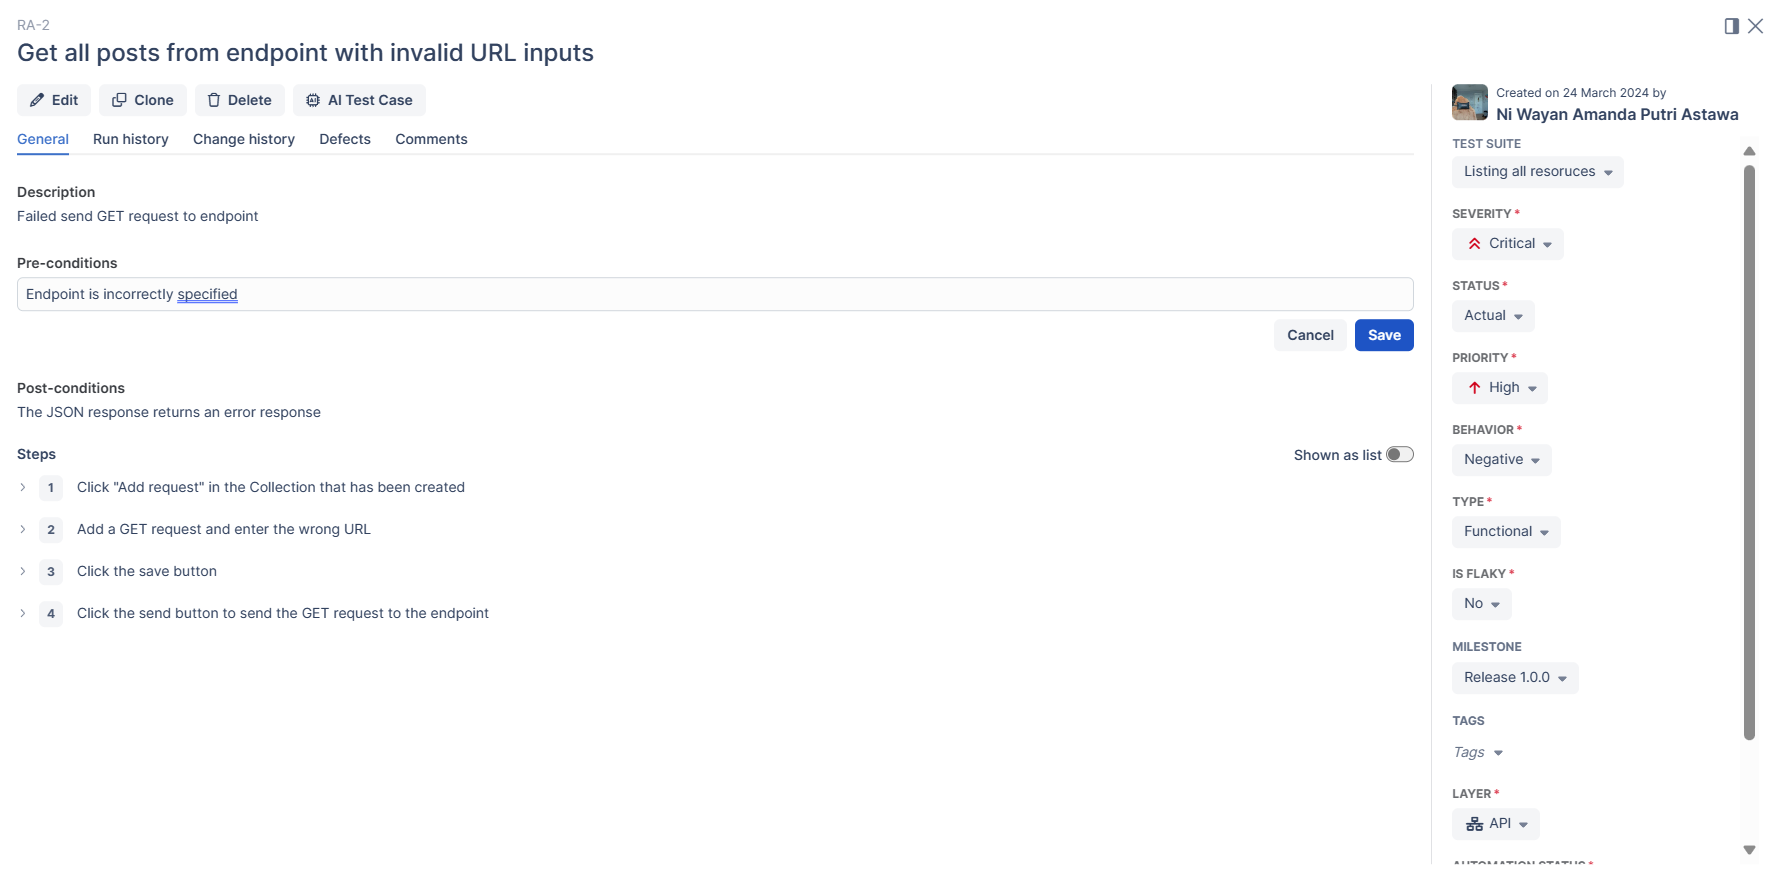 RA-2
Get all posts from endpoint with invalid URL inputs
Edit
Clone
Delete
AI Test Case
General
Run history
Change history
Defects
Comments
Description
Failed send GET request to endpoint
Pre-conditions
Endpoint is incorrectly specified
Cancel
Save
Post-conditions
The JSON response returns an error response
Steps
Shown as list
1 Click "Add request" in the Collection that has been created
2 Add a GET request and enter the wrong URL
3 Click the save button
4 Click the send button to send the GET request to the endpoint
Created on 24 March 2024 by
Ni Wayan Amanda Putri Astawa
TEST SUITE
Listing all resoruces
SEVERITY*
Critical
STATUS*
Actual
PRIORITY*
High
BEHAVIOR*
Negative
TYPE*
Functional
IS FLAKY*
No
MILESTONE
Release 1.0.0
TAGS
Tags
LAYER*
API
AUTOMATION STATUS*